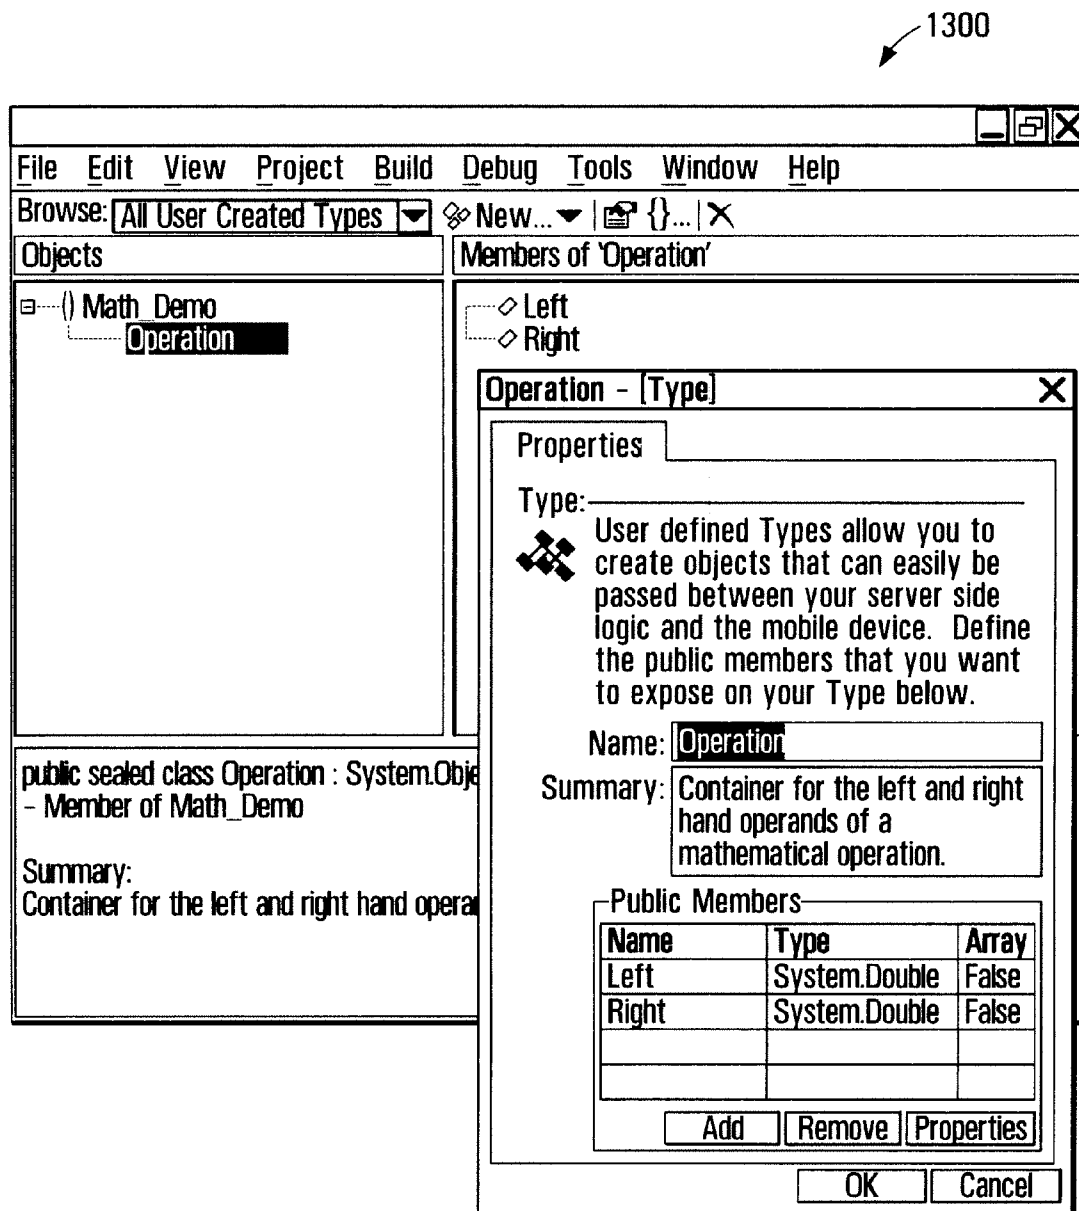 1300
File Edit View Project Build Debug Tools Window Help
Browse: All User Created Types New... {}...
Objects
Members of 'Operation'
() Math_Demo
Operation
Left
Right
Operation - [Type]
Properties
Type:
User defined Types allow you to
create objects that can easily be
passed between your server side
logic and the mobile device. Define
the public members that you want
to expose on your Type below.
Name: Operation
Summary: Container for the left and right
hand operands of a
mathematical operation.
Public Members
Name Type Array
Left System.Double False
Right System.Double False
Add Remove Properties
OK Cancel
public sealed class Operation : System.Obje
- Member of Math_Demo
Summary:
Container for the left and right hand opera